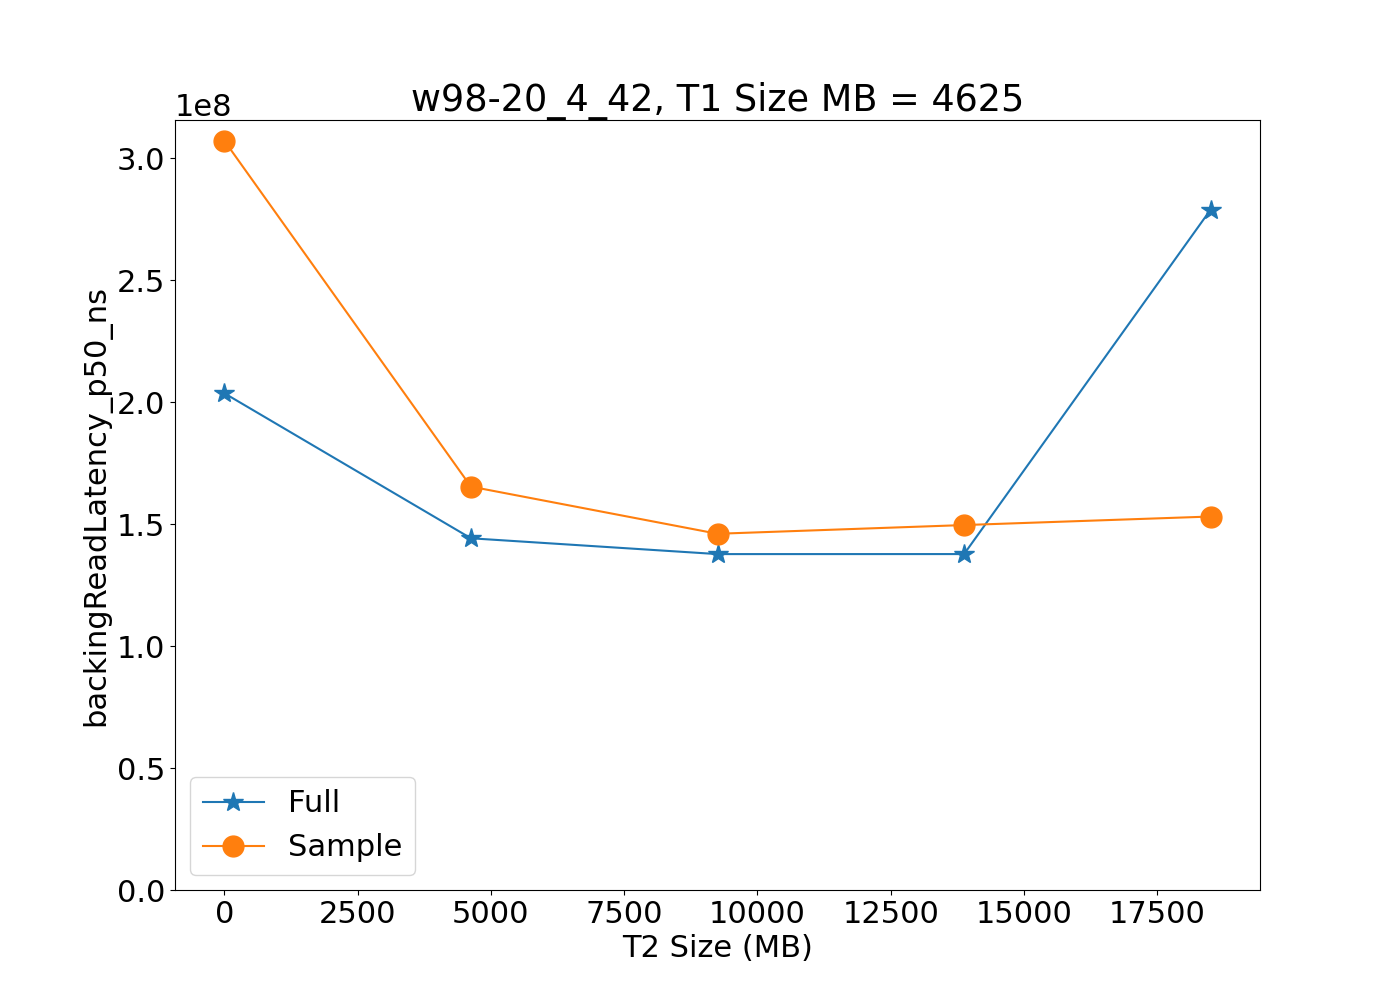 w98-20_4_42, T1 Size MB = 4625
1e8
3.0
2.5
2.0
1.5
1.0
0.5
0.0
backingReadLatency_p50_ns
Full
Sample
0 2500 5000 7500 10000 12500 15000 17500
T2 Size (MB)